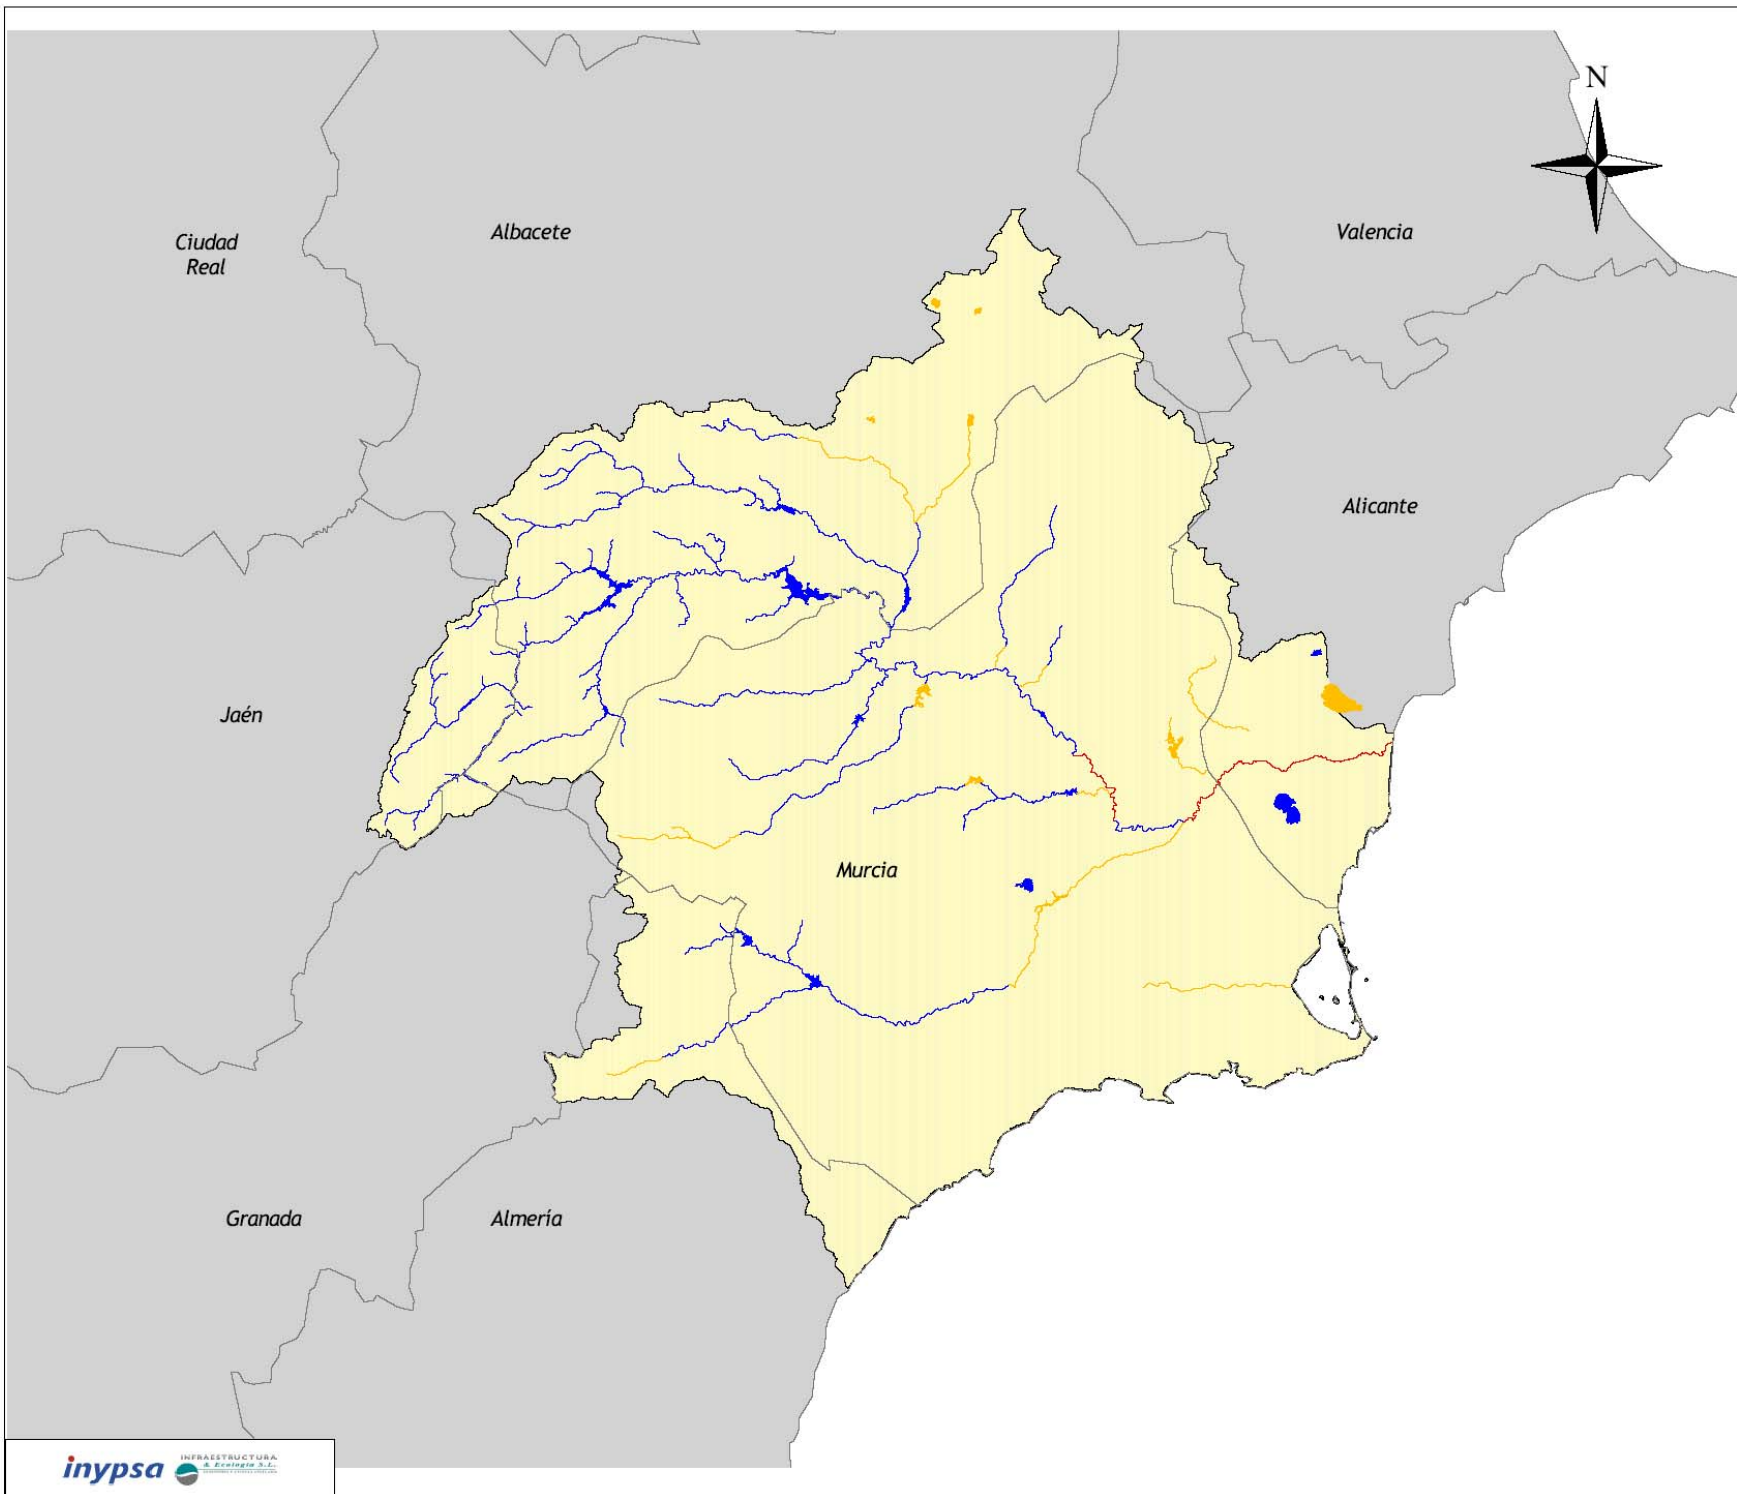 N
Albacete
Valencia
Ciudad
Real
Alicante
Jaén
Murcia
Granada
Almería
inypsa
INFRAESTRUCTURA
& Ecología S.L.